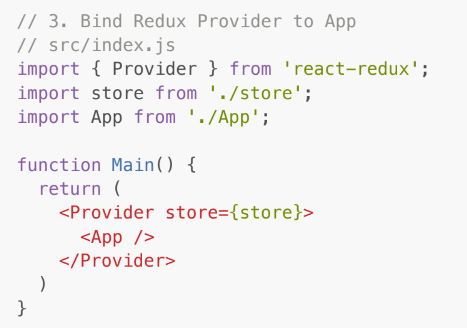 // 3. Bind Redux Provider to App
// src/index.js
import { Provider } from 'react-redux';
import store from './store';
import App from './App';

function Main() {
  return (
    <Provider store={store}>
      <App />
    </Provider>
  )
}